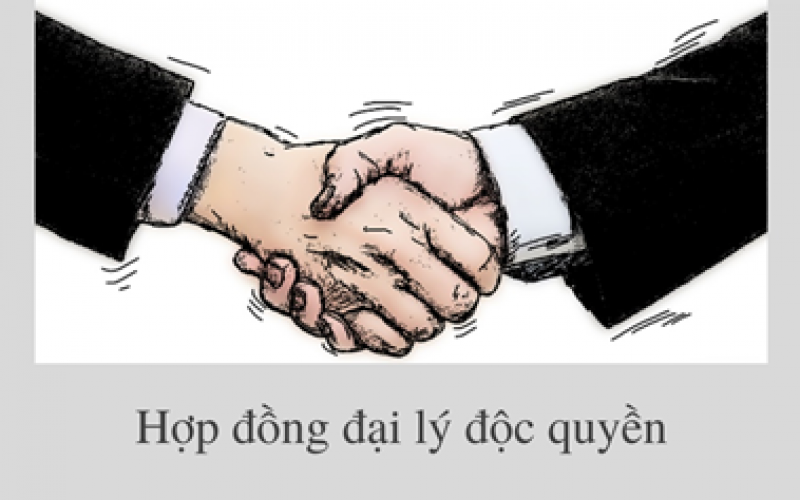 Hợp đồng đại lý độc quyền